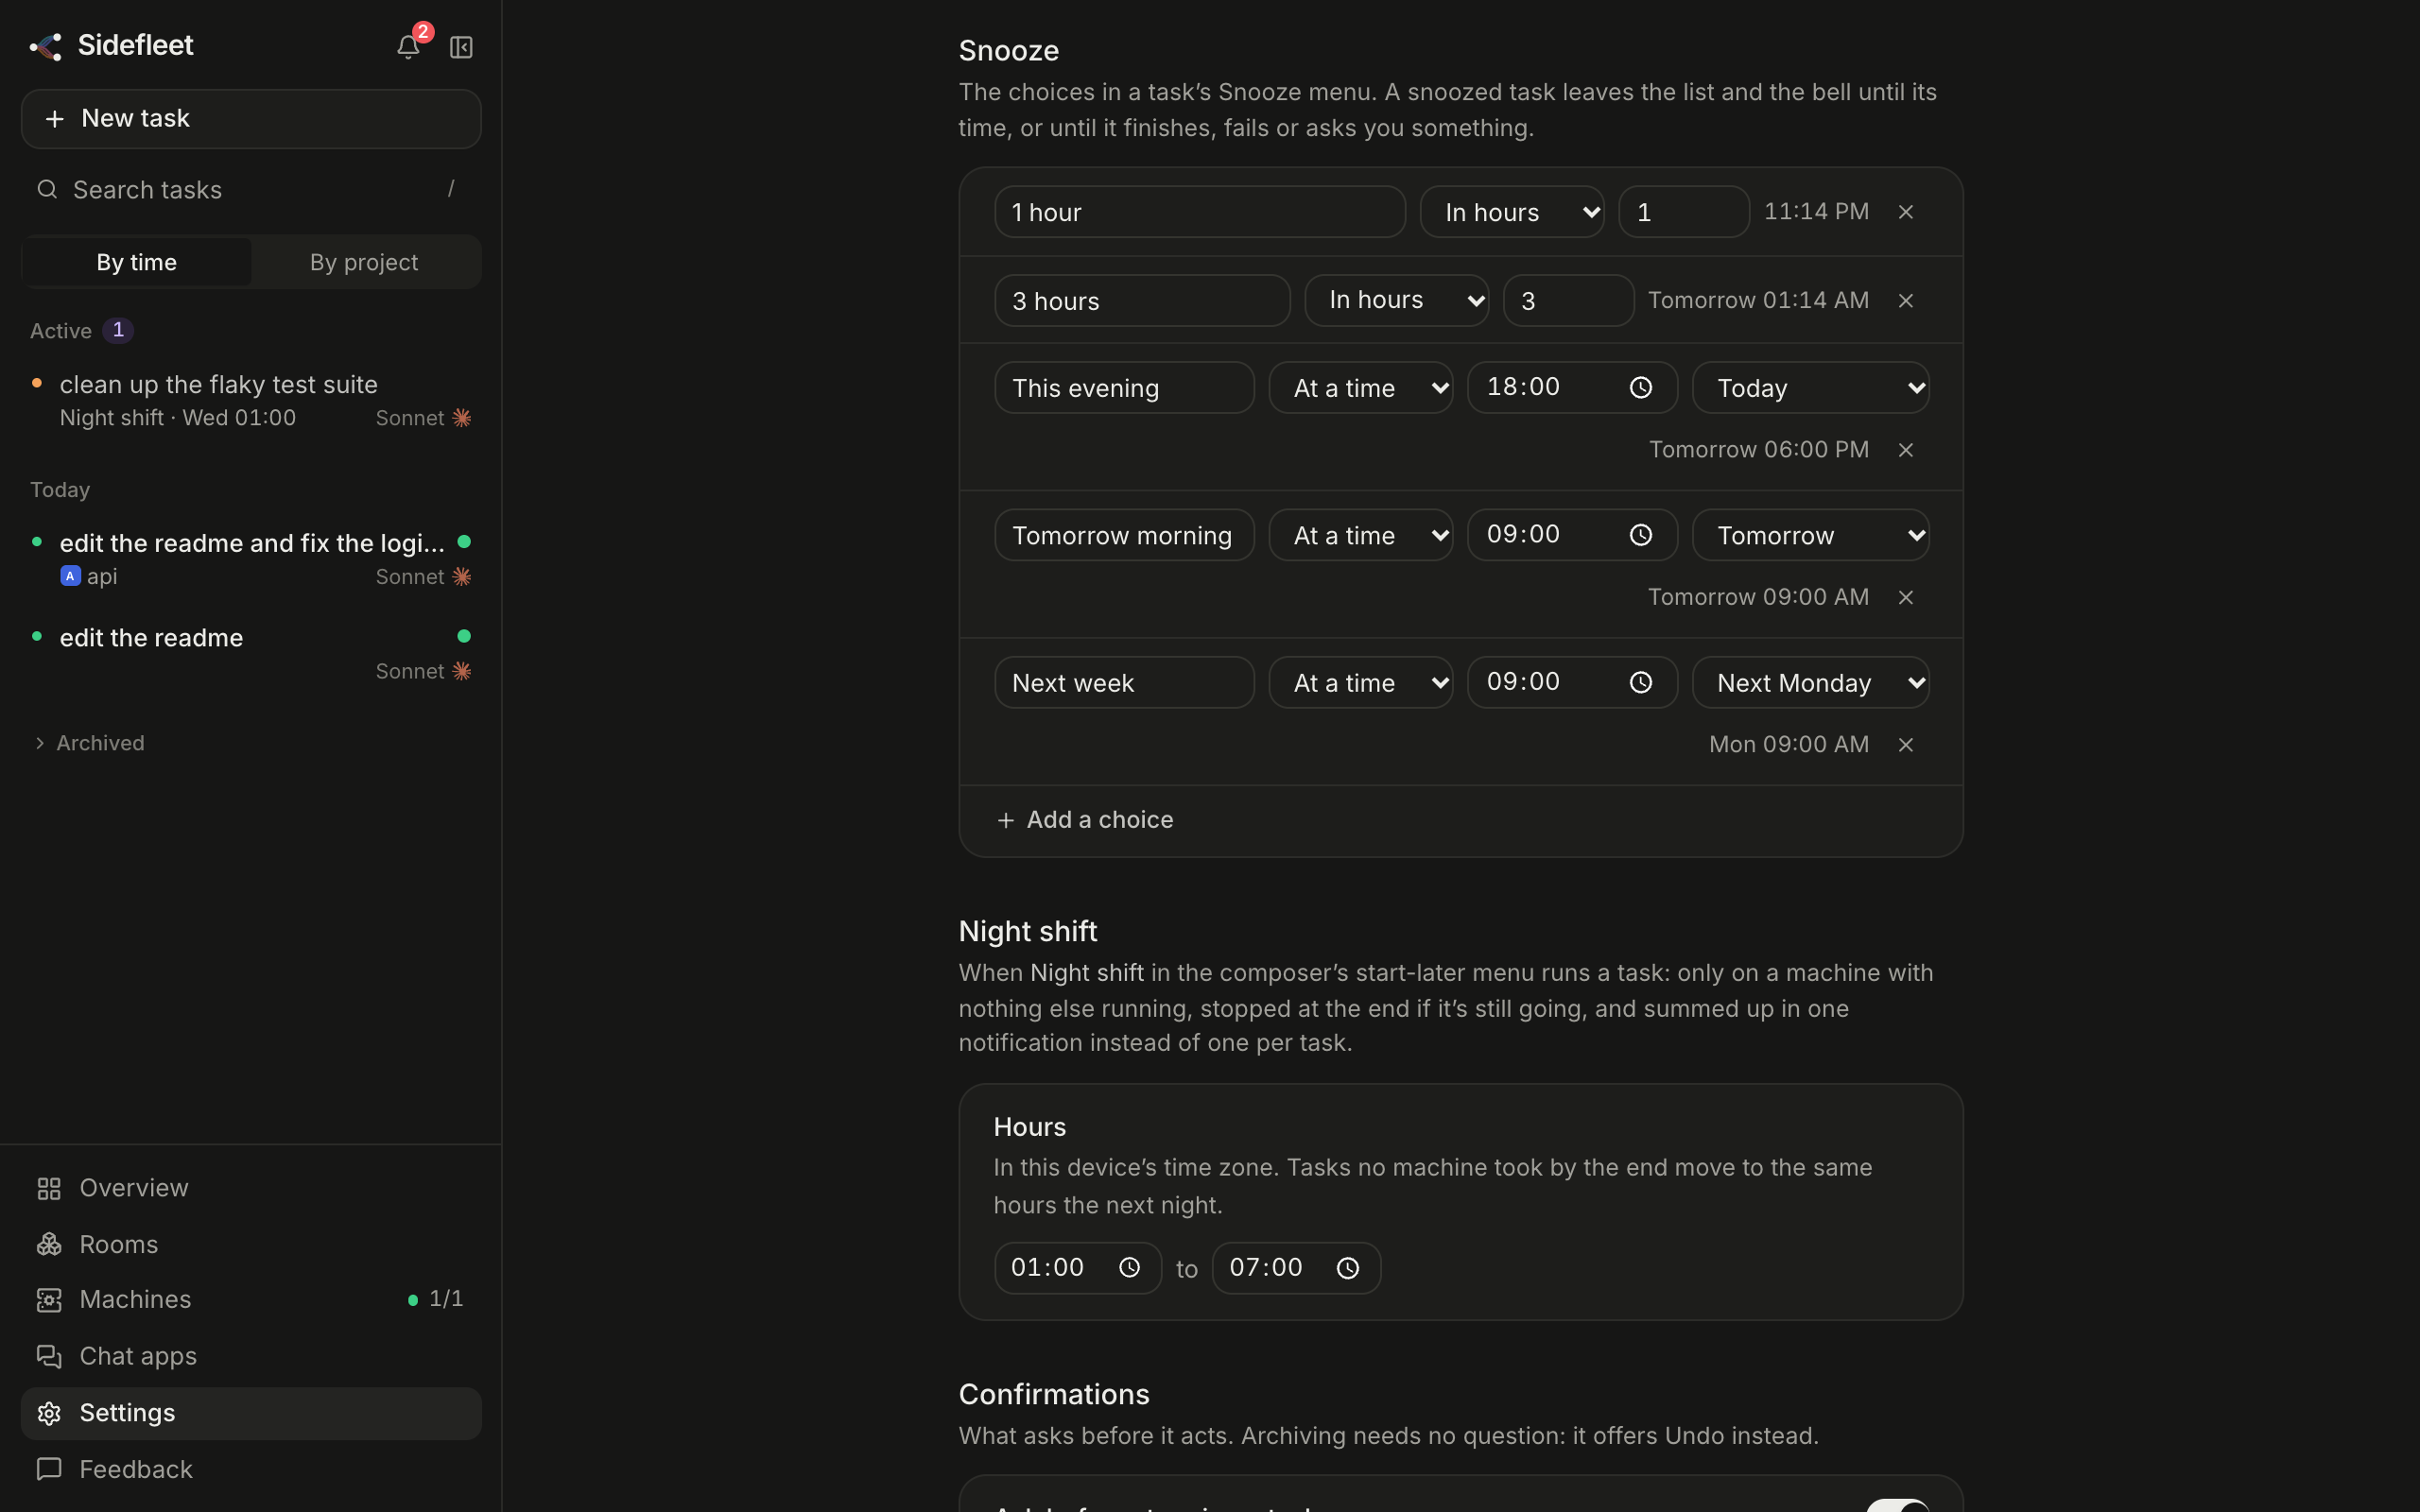 Sidefleet
2
New task
Search tasks /
By time By project
Active 1
clean up the flaky test suite
Night shift · Wed 01:00 Sonnet
Today
edit the readme and fix the logi...
A api Sonnet
edit the readme
Sonnet
Archived
Overview
Rooms
Machines 1/1
Chat apps
Settings
Feedback
Snooze
The choices in a task’s Snooze menu. A snoozed task leaves the list and the bell until its
time, or until it finishes, fails or asks you something.
1 hour In hours 1 11:14 PM
3 hours In hours 3 Tomorrow 01:14 AM
This evening At a time 18:00 Today
Tomorrow 06:00 PM
Tomorrow morning At a time 09:00 Tomorrow
Tomorrow 09:00 AM
Next week At a time 09:00 Next Monday
Mon 09:00 AM
Add a choice
Night shift
When Night shift in the composer’s start-later menu runs a task: only on a machine with
nothing else running, stopped at the end if it’s still going, and summed up in one
notification instead of one per task.
Hours
In this device’s time zone. Tasks no machine took by the end move to the same
hours the next night.
01:00 to 07:00
Confirmations
What asks before it acts. Archiving needs no question: it offers Undo instead.